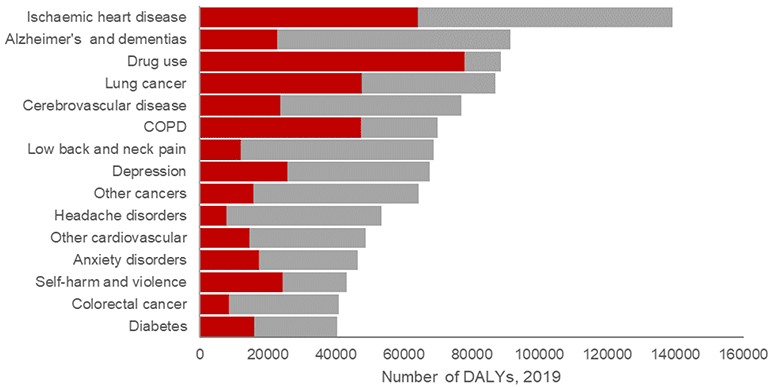 Ischaemic heart disease
Alzheimer's and dementias
Drug use
Lung cancer
Cerebrovascular disease
COPD
Low back and neck pain
Depression
Other cancers
Headache disorders
Other cardiovascular
Anxiety disorders
Self-harm and violence
Colorectal cancer
Diabetes
0 20000 40000 60000 80000 100000 120000 140000 160000
Number of DALYs, 2019